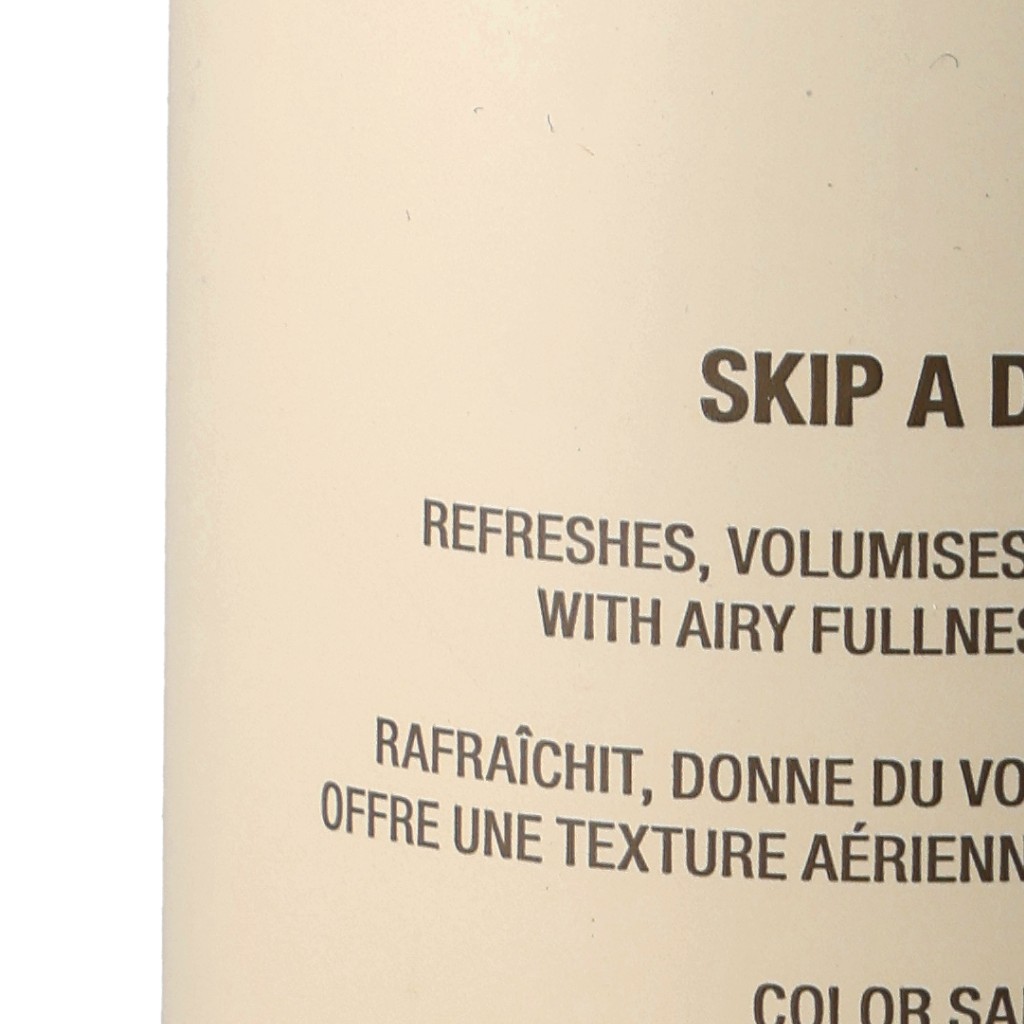 SKIP A D
REFRESHES, VOLUMISES
WITH AIRY FULLNES
RAFRAÎCHIT, DONNE DU VO
OFFRE UNE TEXTURE AÉRIENN
COLOR SA